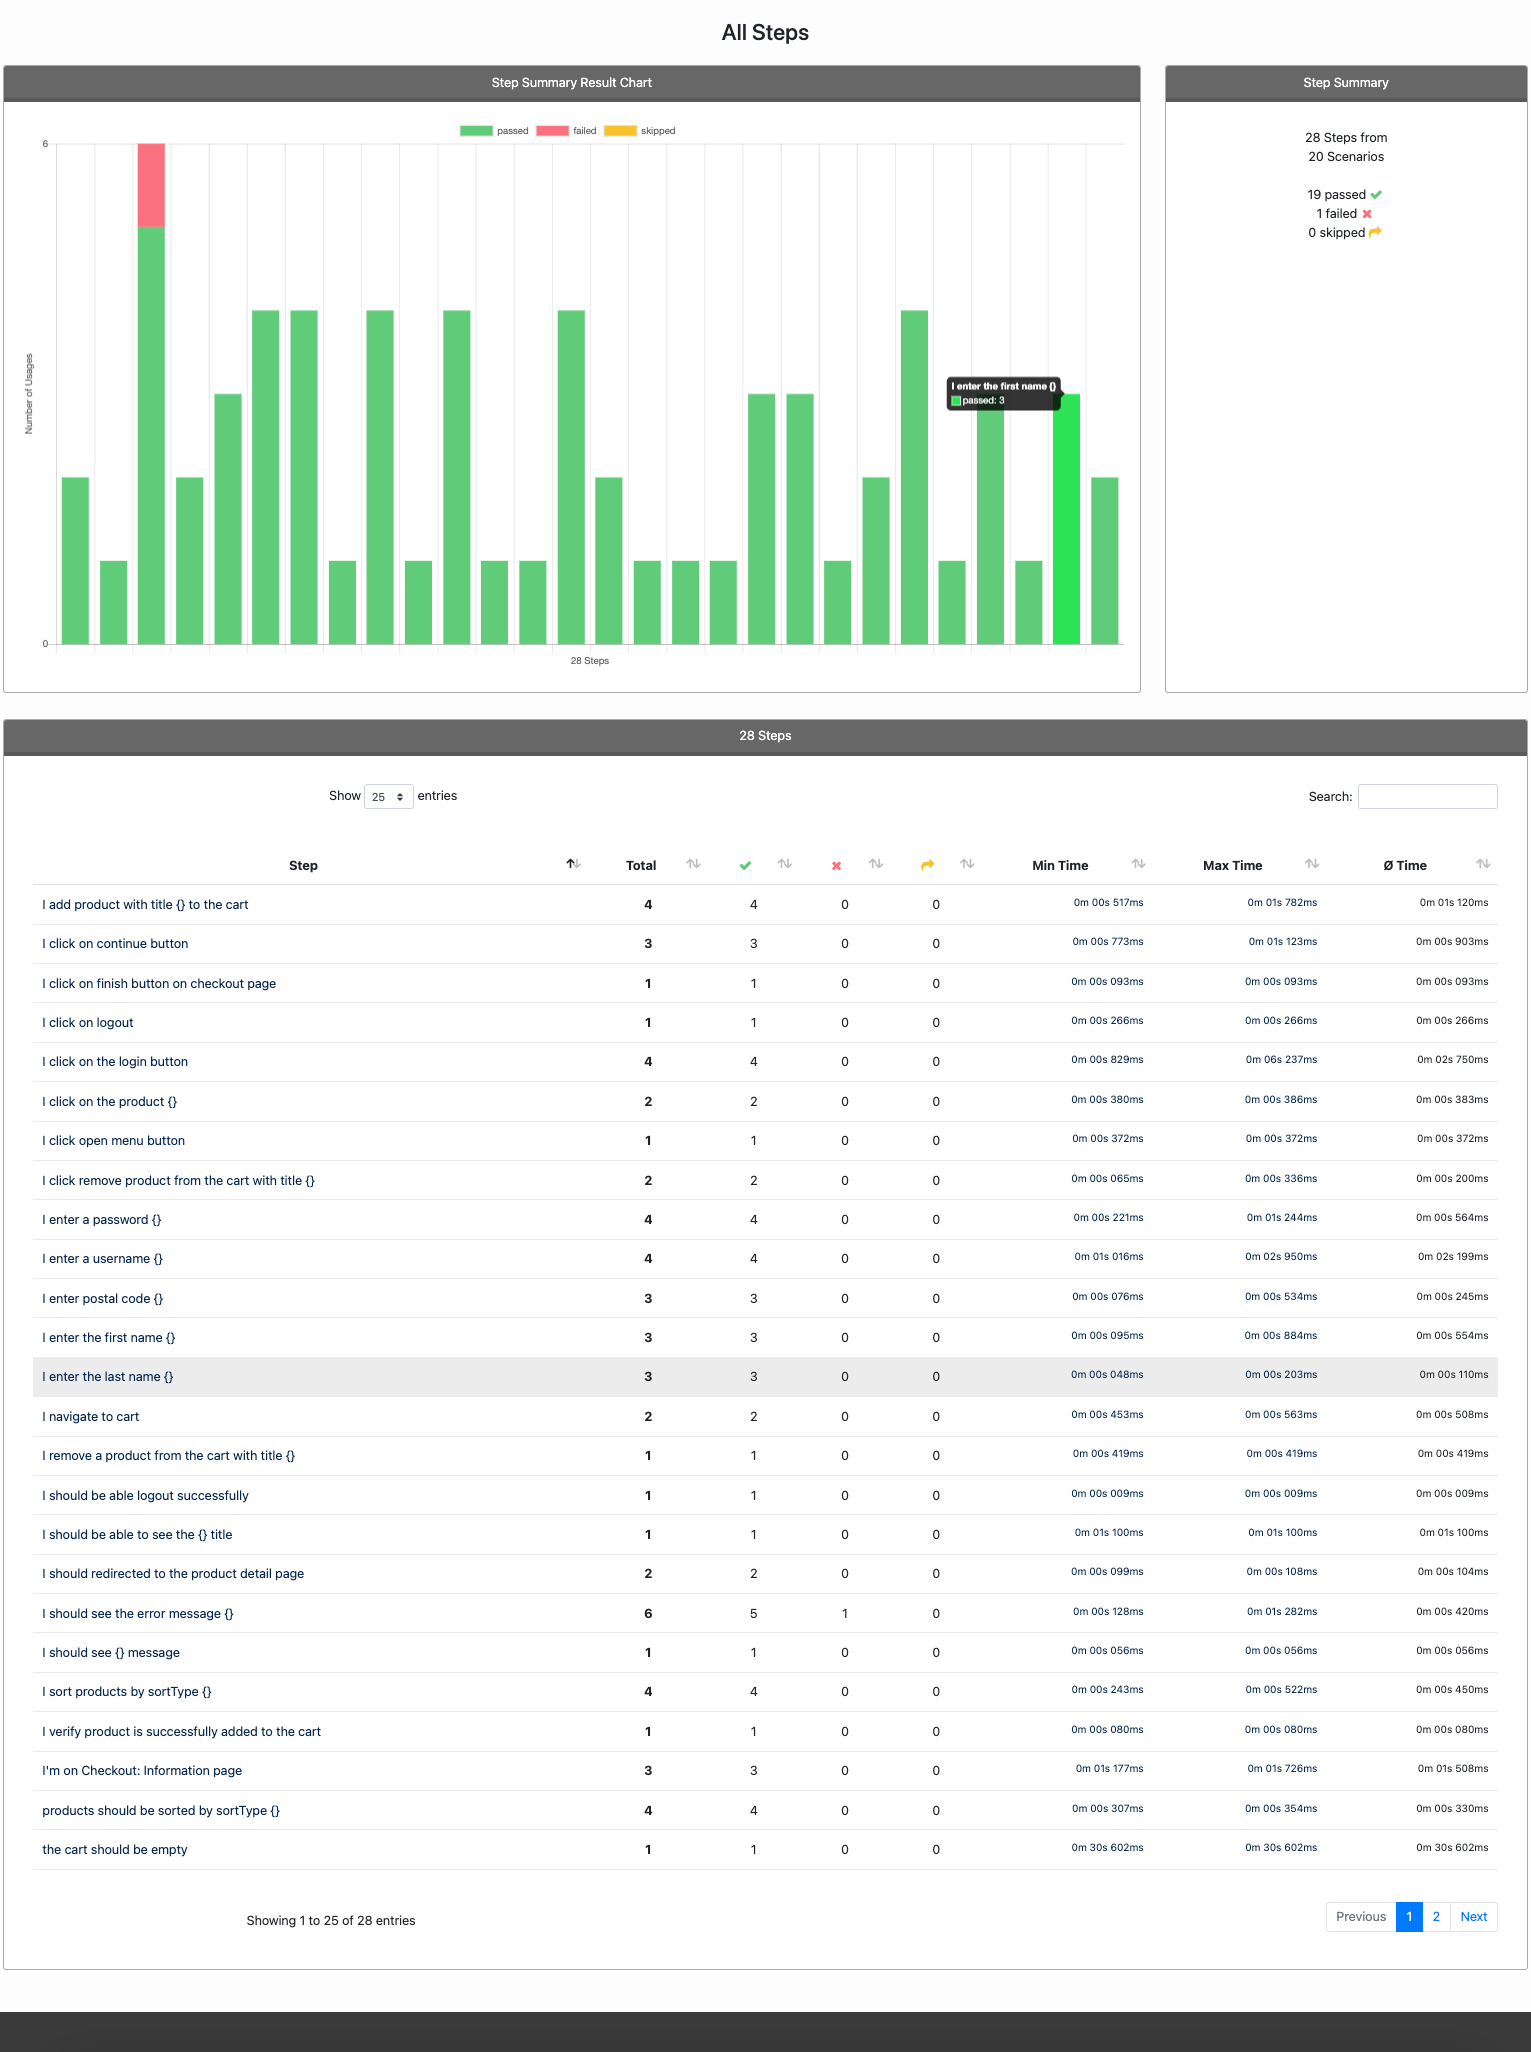 All Steps
Step Summary Result Chart
passed failed skipped
6
Number of Usages
I enter the first name {}
passed: 3
0
28 Steps
Step Summary
28 Steps from
20 Scenarios
19 passed
1 failed
0 skipped
28 Steps
Show 25 entries
Search:
Step Total Min Time Max Time Ø Time
I add product with title {} to the cart 4 4 0 0 0m 00s 517ms 0m 01s 782ms 0m 01s 120ms
I click on continue button 3 3 0 0 0m 00s 773ms 0m 01s 123ms 0m 00s 903ms
I click on finish button on checkout page 1 1 0 0 0m 00s 093ms 0m 00s 093ms 0m 00s 093ms
I click on logout 1 1 0 0 0m 00s 266ms 0m 00s 266ms 0m 00s 266ms
I click on the login button 4 4 0 0 0m 00s 829ms 0m 06s 237ms 0m 02s 750ms
I click on the product {} 2 2 0 0 0m 00s 380ms 0m 00s 386ms 0m 00s 383ms
I click open menu button 1 1 0 0 0m 00s 372ms 0m 00s 372ms 0m 00s 372ms
I click remove product from the cart with title {} 2 2 0 0 0m 00s 065ms 0m 00s 336ms 0m 00s 200ms
I enter a password {} 4 4 0 0 0m 00s 221ms 0m 01s 244ms 0m 00s 564ms
I enter a username {} 4 4 0 0 0m 01s 016ms 0m 02s 950ms 0m 02s 199ms
I enter postal code {} 3 3 0 0 0m 00s 076ms 0m 00s 534ms 0m 00s 245ms
I enter the first name {} 3 3 0 0 0m 00s 095ms 0m 00s 884ms 0m 00s 554ms
I enter the last name {} 3 3 0 0 0m 00s 048ms 0m 00s 203ms 0m 00s 110ms
I navigate to cart 2 2 0 0 0m 00s 453ms 0m 00s 563ms 0m 00s 508ms
I remove a product from the cart with title {} 1 1 0 0 0m 00s 419ms 0m 00s 419ms 0m 00s 419ms
I should be able logout successfully 1 1 0 0 0m 00s 009ms 0m 00s 009ms 0m 00s 009ms
I should be able to see the {} title 1 1 0 0 0m 01s 100ms 0m 01s 100ms 0m 01s 100ms
I should redirected to the product detail page 2 2 0 0 0m 00s 099ms 0m 00s 108ms 0m 00s 104ms
I should see the error message {} 6 5 1 0 0m 00s 128ms 0m 01s 282ms 0m 00s 420ms
I should see {} message 1 1 0 0 0m 00s 056ms 0m 00s 056ms 0m 00s 056ms
I sort products by sortType {} 4 4 0 0 0m 00s 243ms 0m 00s 522ms 0m 00s 450ms
I verify product is successfully added to the cart 1 1 0 0 0m 00s 080ms 0m 00s 080ms 0m 00s 080ms
I'm on Checkout: Information page 3 3 0 0 0m 01s 177ms 0m 01s 726ms 0m 01s 508ms
products should be sorted by sortType {} 4 4 0 0 0m 00s 307ms 0m 00s 354ms 0m 00s 330ms
the cart should be empty 1 1 0 0 0m 30s 602ms 0m 30s 602ms 0m 30s 602ms
Showing 1 to 25 of 28 entries
Previous 1 2 Next